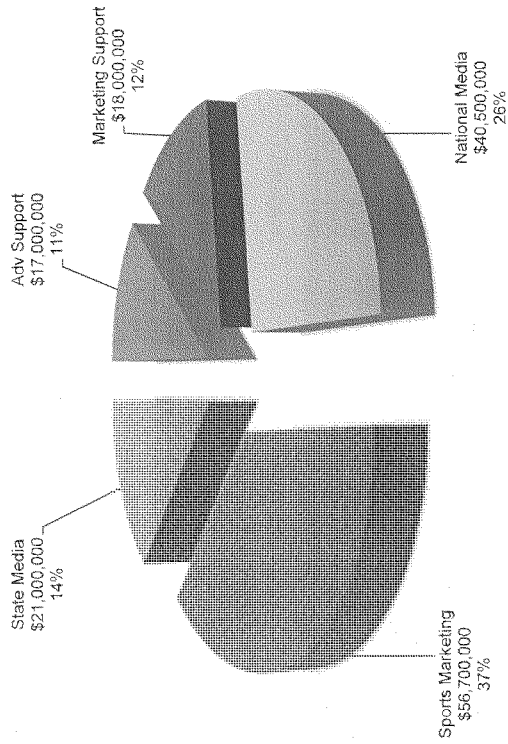 State Media
$21,000,000
14%
Adv Support
$17,000,000
11%
Marketing Support
$18,000,000
12%
Sports Marketing
$56,700,000
37%
National Media
$40,500,000
26%